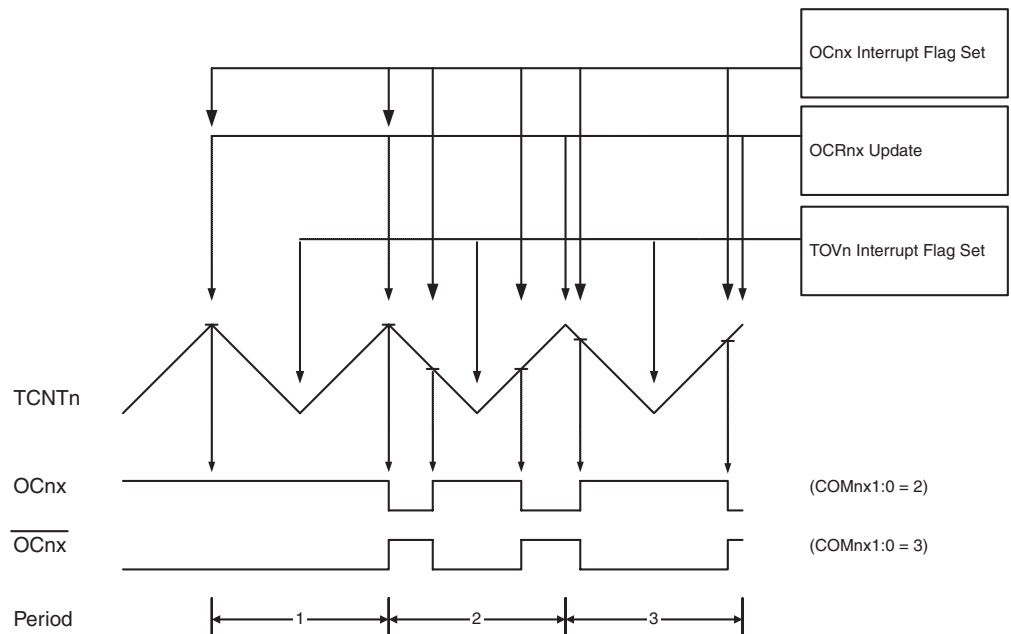 OCnx Interrupt Flag Set
OCRnx Update
TOVn Interrupt Flag Set
TCNTn
OCnx
(COMnx1:0 = 2)
OCnx
(COMnx1:0 = 3)
Period
1
2
3